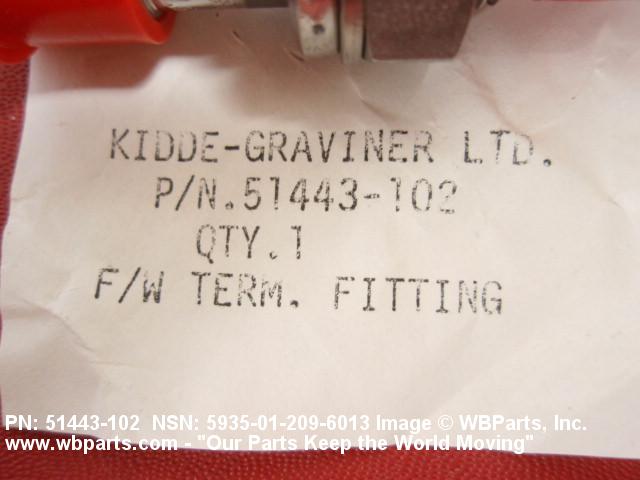 KIDDE-GRAVINER LTD.
P/N.51443-102
QTY.1
F/W TERM. FITTING
PN: 51443-102 NSN: 5935-01-209-6013 Image © WBParts, Inc.
www.wbparts.com - "Our Parts Keep the World Moving"